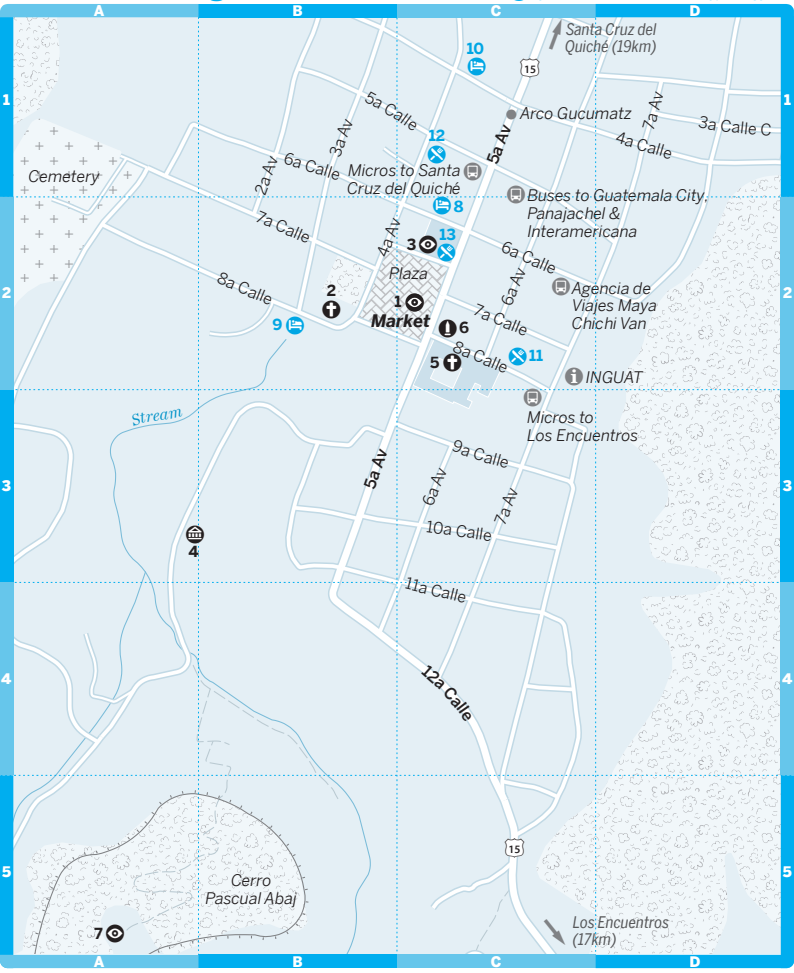 A
B
C
D
Santa Cruz del
Quiché (19km)
10
15
1
1
5a Calle
Arco Gucumatz
7a Av
3a Calle C
3a Av
12
5a Av
4a Calle
Cemetery
2a Av
6a Calle
Micros to Santa
Cruz del Quiché
Buses to Guatemala City,
Panajachel &
Interamericana
8
7a Calle
4a Av
3
13
6a Calle
Plaza
6a Av
2
2
8a Calle
2
1
Market
7a Calle
Agencia de
Viajes Maya
Chichi Van
9
6
5
8a Calle
11
INGUAT
Stream
Micros to
Los Encuentros
9a Calle
5a Av
6a Av
7a Av
3
3
10a Calle
4
11a Calle
4
4
12a Calle
15
5
5
Cerro
Pascual Abaj
7
Los Encuentros
(17km)
A
B
C
D